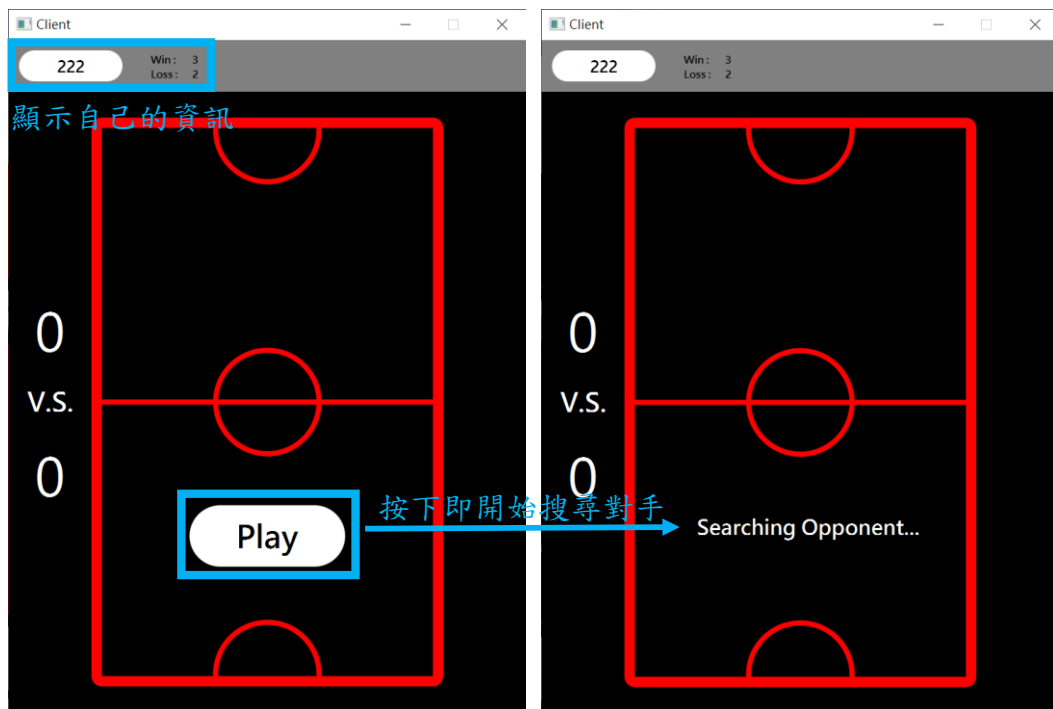 Client
222
Win : 3
Loss : 2
顯示自己的資訊
0
V.S.
0
Play
按下即開始搜尋對手
Client
222
Win : 3
Loss : 2
0
V.S.
0
Searching Opponent...